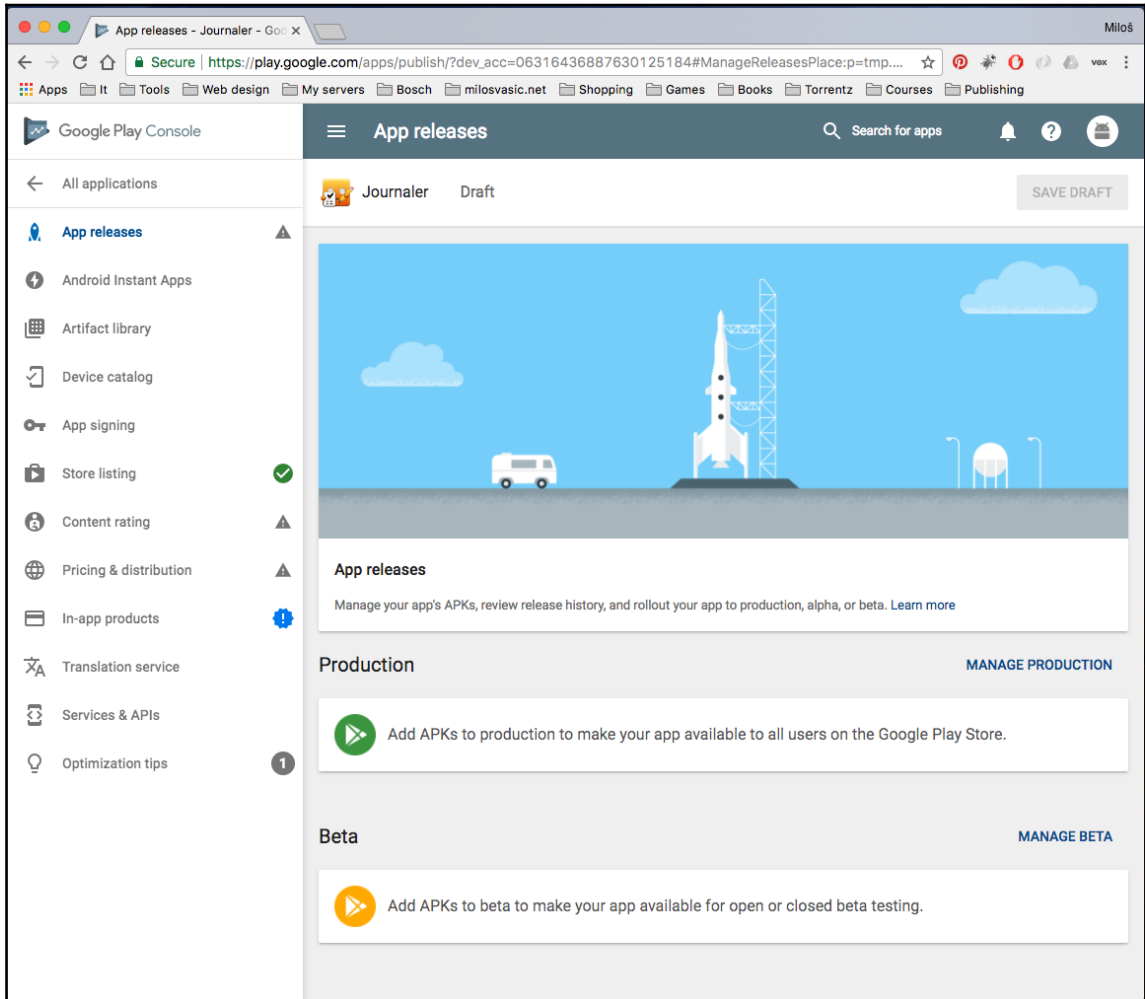 App releases - Journaler - Goo
Miloš
Secure | https://play.google.com/apps/publish/?dev_acc=06316436887630125184#ManageReleasesPlace:p=tmp....
vox
Apps It Tools Web design My servers Bosch milosvasic.net Shopping Games Books Torrentz Courses Publishing
Google Play Console
App releases
Search for apps
All applications
Journaler Draft
SAVE DRAFT
App releases
Android Instant Apps
Artifact library
Device catalog
App signing
Store listing
Content rating
Pricing & distribution
In-app products
Translation service
Services & APIs
Optimization tips 1
App releases
Manage your app's APKs, review release history, and rollout your app to production, alpha, or beta. Learn more
Production
MANAGE PRODUCTION
Add APKs to production to make your app available to all users on the Google Play Store.
Beta
MANAGE BETA
Add APKs to beta to make your app available for open or closed beta testing.